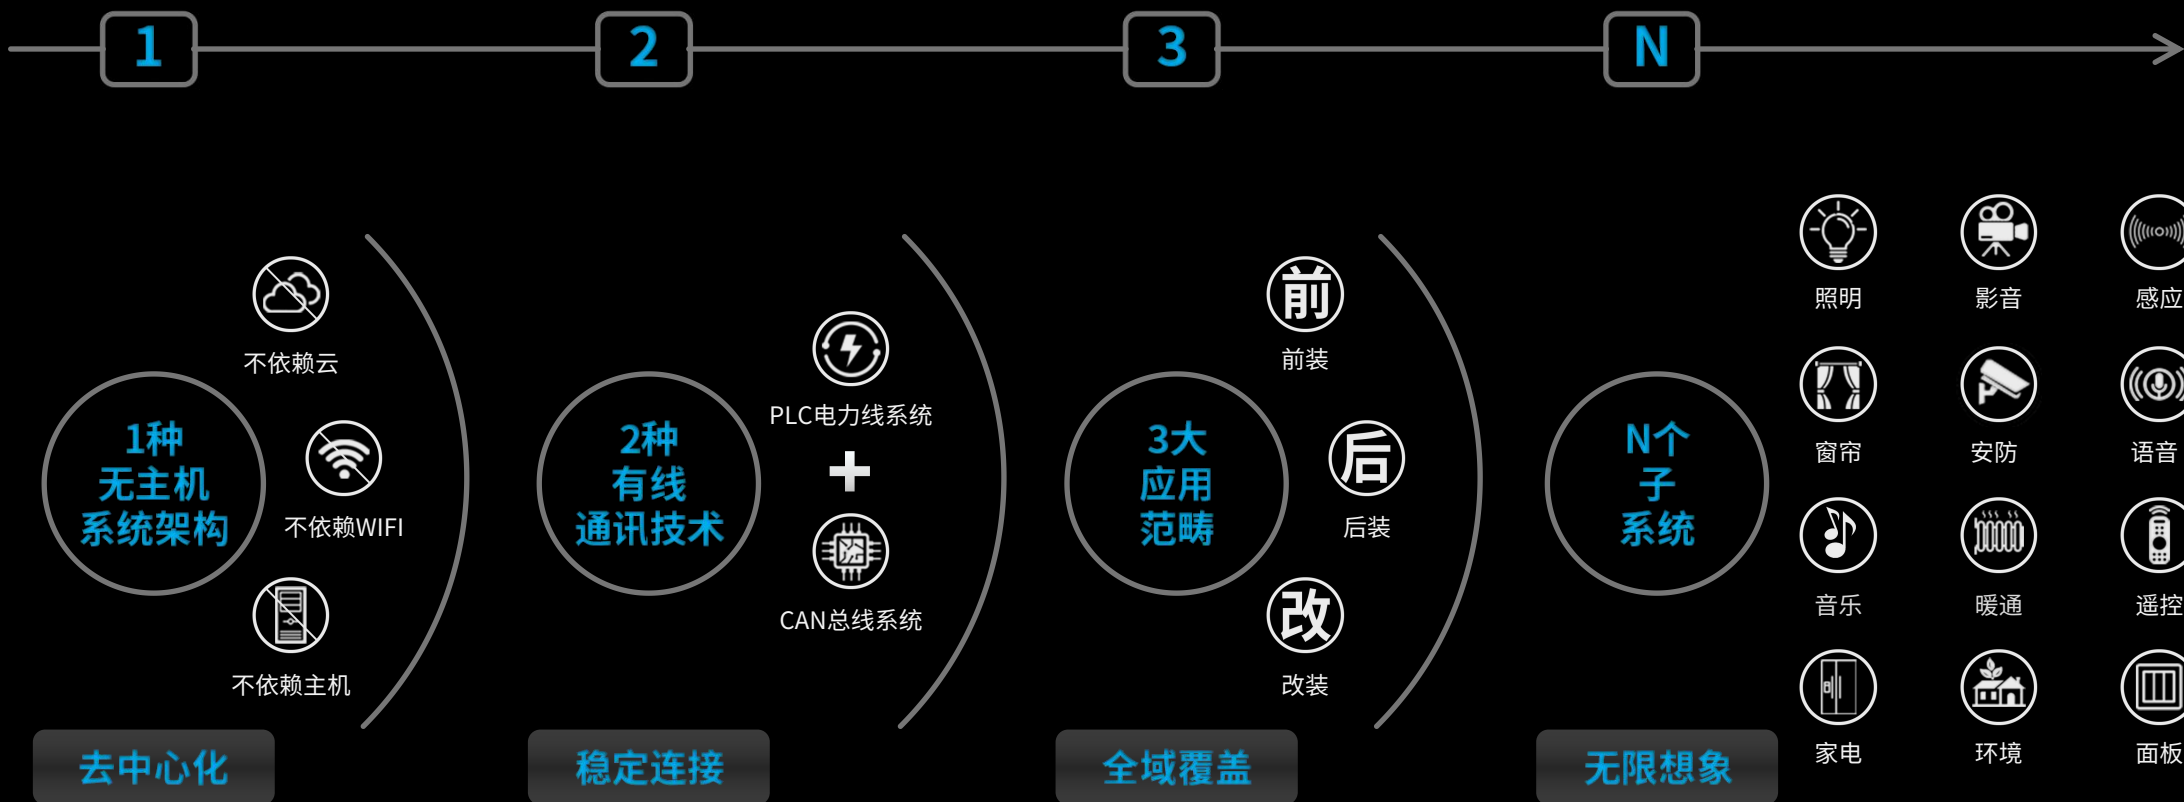 1
2
3
N
1种
无主机
系统架构
不依赖云
不依赖WIFI
不依赖主机
去中心化
2种
有线
通讯技术
PLC电力线系统
+
CAN总线系统
稳定连接
3大
应用
范畴
前
前装
后
后装
改
改装
全域覆盖
N个
子
系统
照明
影音
感应
窗帘
安防
语音
音乐
暖通
遥控
家电
环境
面板
无限想象